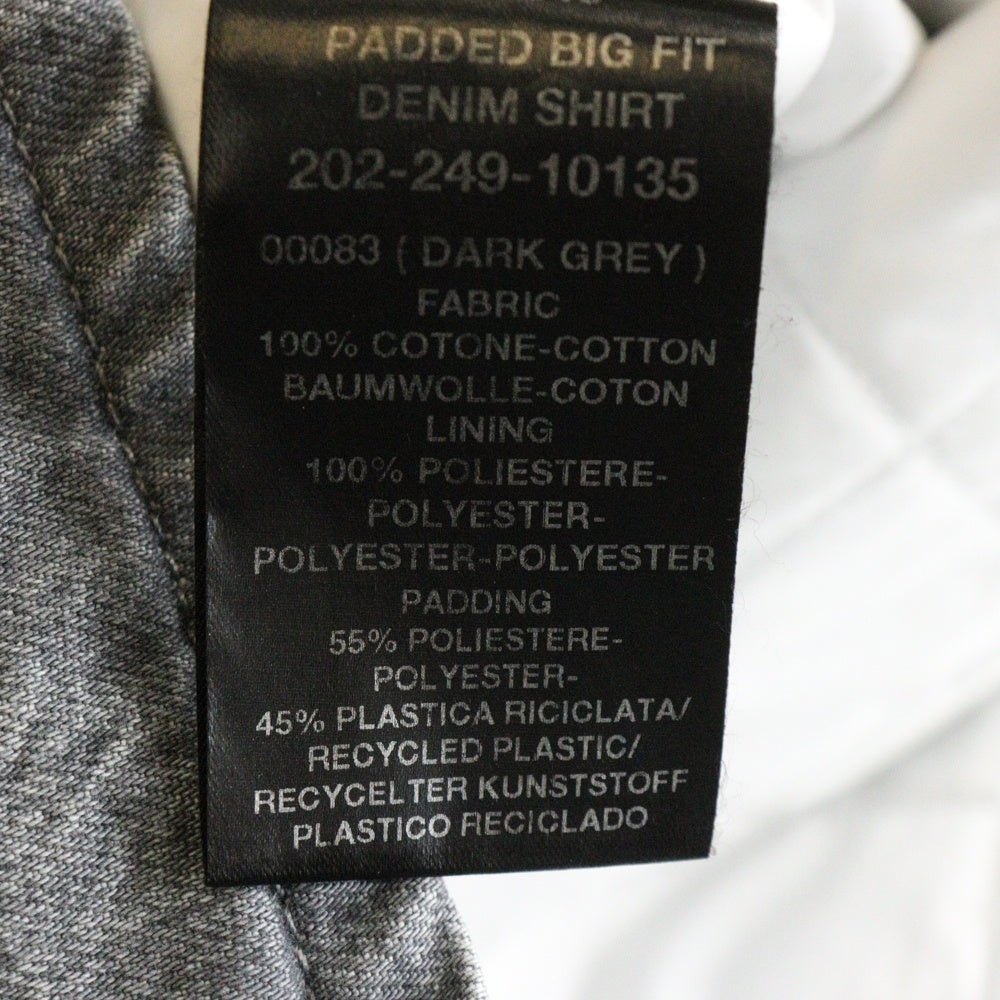 PADDED BIG FIT
DENIM SHIRT
202-249-10135
00083 ( DARK GREY )
FABRIC
100% COTONE-COTTON
BAUMWOLLE-COTON
LINING
100% POLIESTERE-
POLYESTER-
POLYESTER-POLYESTER
PADDING
55% POLIESTERE-
POLYESTER-
45% PLASTICA RICICLATA/
RECYCLED PLASTIC/
RECYCELTER KUNSTSTOFF
PLASTICO RECICLADO